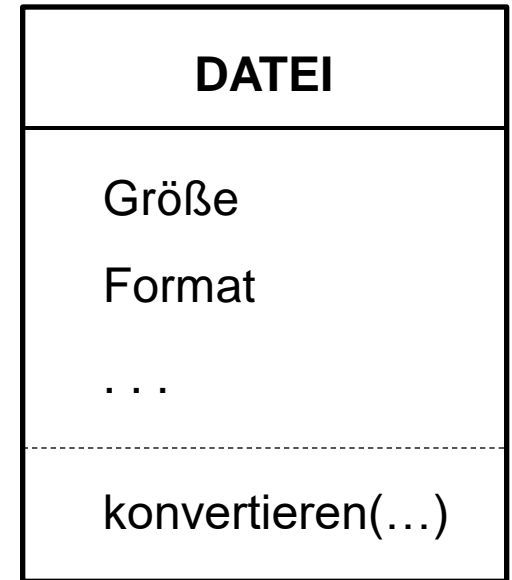 DATEI
Größe
Format
. . .
konvertieren(…)